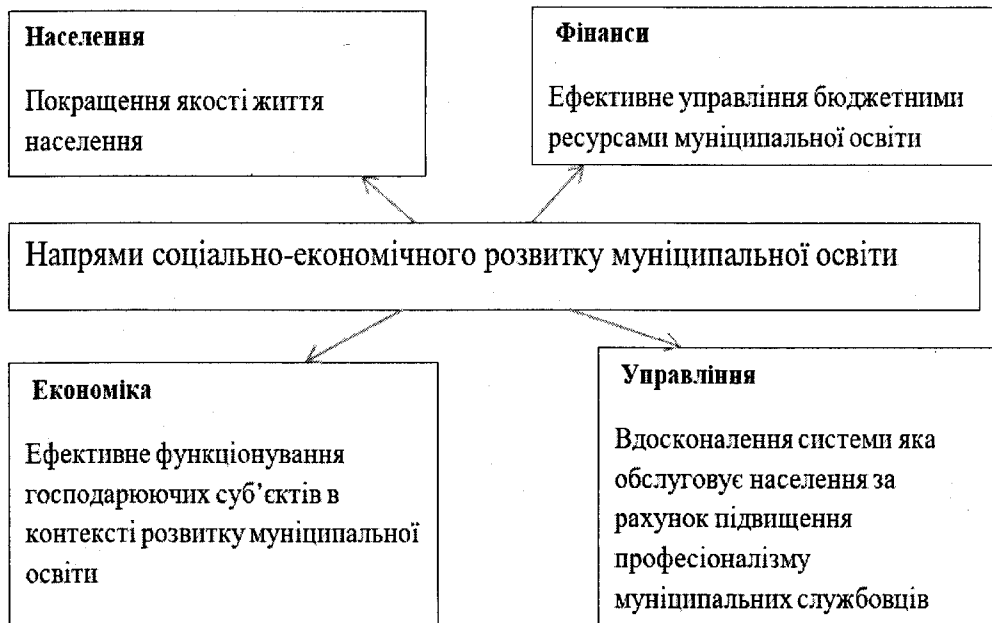 Населення
Покращення якості життя
населення
Фінанси
Ефективне управління бюджетними
ресурсами муніципальної освіти
Напрями соціально-економічного розвитку муніципальної освіти
Економіка
Ефективне функціонування
господарюючих суб’єктів в
контексті розвитку муніципальної
освіти
Управління
Вдосконалення системи яка
обслуговує населення за
рахунок підвищення
професіоналізму
муніципальних службовців